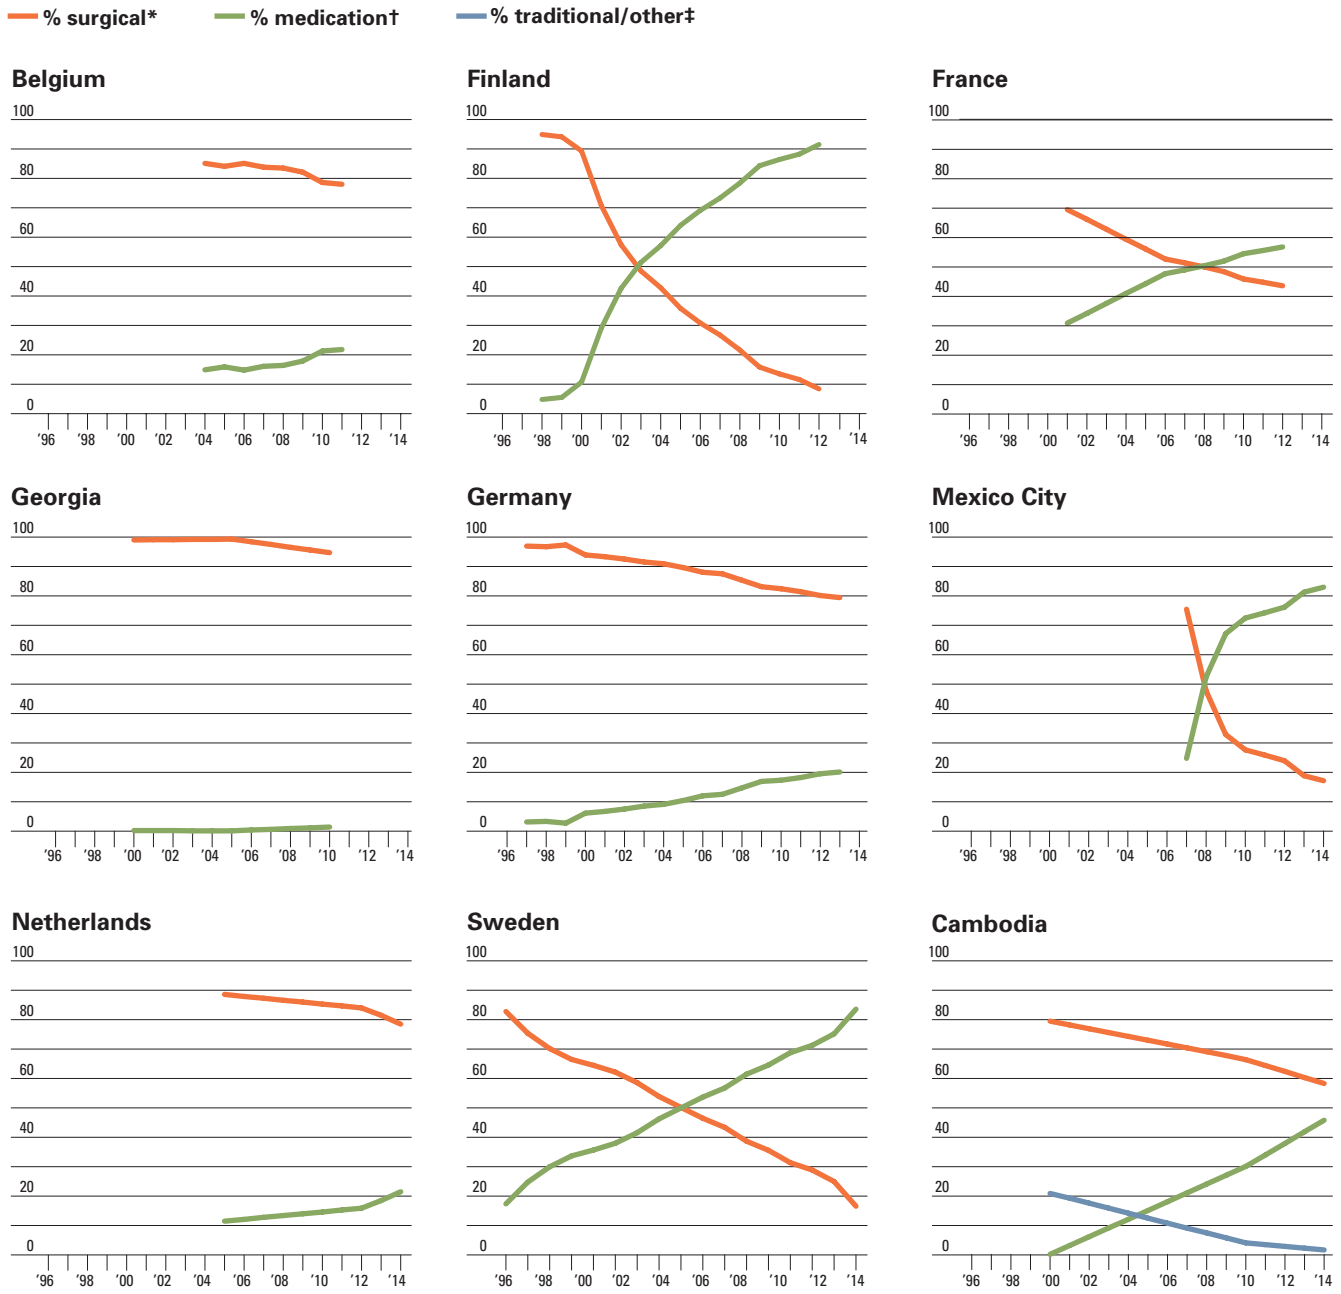 % surgical* % medication† % traditional/other‡
Belgium Finland France
100 100 100
80 80 80
60 60 60
40 40 40
20 20 20
0 0 0
'96 '98 '00 '02 '04 '06 '08 '10 '12 '14 '96 '98 '00 '02 '04 '06 '08 '10 '12 '14 '96 '98 '00 '02 '04 '06 '08 '10 '12 '14
Georgia Germany Mexico City
100 100 100
80 80 80
60 60 60
40 40 40
20 20 20
0 0 0
'96 '98 '00 '02 '04 '06 '08 '10 '12 '14 '96 '98 '00 '02 '04 '06 '08 '10 '12 '14 '96 '98 '00 '02 '04 '06 '08 '10 '12 '14
Netherlands Sweden Cambodia
100 100 100
80 80 80
60 60 60
40 40 40
20 20 20
0 0 0
'96 '98 '00 '02 '04 '06 '08 '10 '12 '14 '96 '98 '00 '02 '04 '06 '08 '10 '12 '14 '96 '98 '00 '02 '04 '06 '08 '10 '12 '14